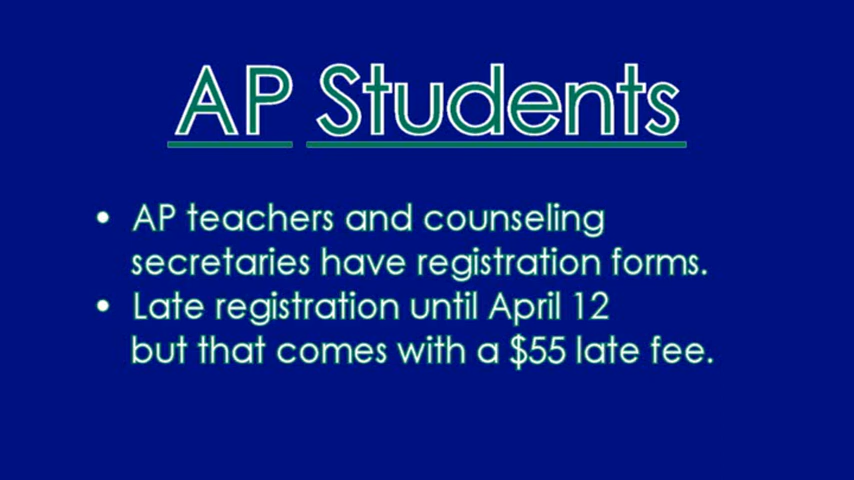 AP Students
• AP teachers and counseling
secretaries have registration forms.
• Late registration until April 12
but that comes with a $55 late fee.